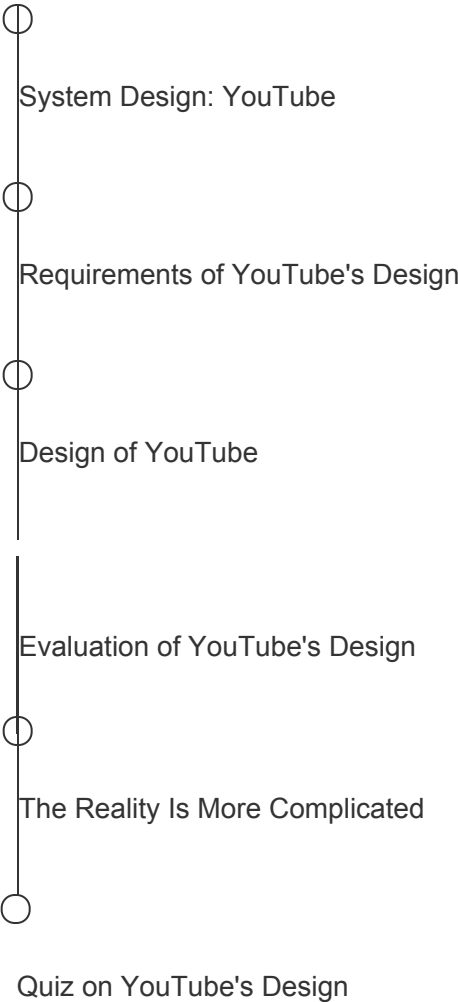 System Design: YouTube
Requirements of YouTube's Design
Design of YouTube
Evaluation of YouTube's Design
The Reality Is More Complicated
Quiz on YouTube's Design